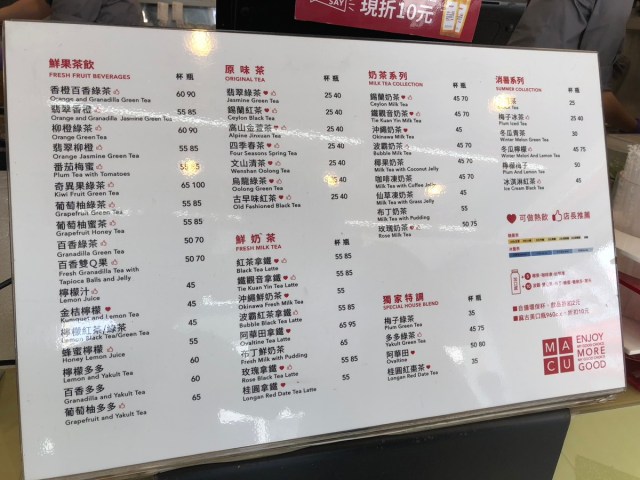 SAY
現折10元
鮮果茶飲
FRESH FRUIT BEVERAGES
杯 瓶
香橙百香綠茶
Orange and Granadilla Green Tea
60 90
翡翠香橙
Orange and Granadilla Jasmine Green Tea
55 85
柳橙綠茶
Orange Green Tea
60 90
翡翠柳橙
Orange Jasmine Green Tea
55 85
番茄梅蜜
Plum Tea with Tomatoes
55 85
奇異果綠茶
Kiwi Fruit Green Tea
65 100
葡萄柚綠茶
Grapefruit Green Tea
55 85
葡萄柚蜜茶
Grapefruit Honey Tea
55 85
百香綠茶
Granadilla Green Tea
50 70
百香雙Q果
Fresh Granadilla Tea with
Tapioca Balls and Jelly
50 70
檸檬汁
Lemon Juice
45
金桔檸檬
Kumquat and Lemon Tea
45
檸檬紅茶/綠茶
Lemon Black Tea/Green Tea
45
蜂蜜檸檬
Honey Lemon Juice
60
檸檬多多
Lemon and Yakult Tea
60
百香多多
Granadilla and Yakult Tea
65
葡萄柚多多
Grapefruit and Yakult Tea
65
原味茶
ORIGINAL TEA
杯 瓶
翡翠綠茶
Jasmine Green Tea
25 40
錫蘭紅茶
Ceylon Black Tea
25 40
高山金萱茶
Alpine Jinxuan Tea
25 40
四季春茶
Four Seasons Spring Tea
25 40
文山清茶
Wenshan Oolong Tea
25 40
烏龍綠茶
Oolong Green Tea
25 40
古早味紅茶
Old Fashioned Black Tea
25 40
鮮奶茶
FRESH MILK TEA
杯 瓶
紅茶拿鐵
Black Tea Latte
55 85
鐵觀音拿鐵
Tie Kuan Yin Tea Latte
55 85
沖繩鮮奶茶
Okinawa Fresh Milk Tea
55 85
波霸紅茶拿鐵
Bubble Black Tea Latte
55 85
阿華田拿鐵
Ovaltine Tea Latte
65 95
布丁鮮奶茶
Fresh Milk with Pudding
65
玫瑰拿鐵
Rose Black Tea Latte
55 85
桂圓拿鐵
Longan Red Date Tea Latte
55
奶茶系列
MILK TEA COLLECTION
杯 瓶
錫蘭奶茶
Ceylon Milk Tea
45 70
鐵觀音奶茶
Tie Kuan Yin Milk Tea
45 70
沖繩奶茶
Okinawa Milk Tea
45 70
波霸奶茶
Bubble Milk Tea
45 70
椰果奶茶
Milk Tea with Coconut Jelly
45 70
咖啡凍奶茶
Milk Tea with Coffee Jelly
45 70
仙草凍奶茶
Milk Tea with Grass Jelly
45
布丁奶茶
Milk Tea with Pudding
55
玫瑰奶茶
Rose Milk Tea
50 70
獨家特調
SPECIAL HOUSE BLEND
杯 瓶
梅子綠茶
Plum Green Tea
35
多多綠茶
Yakult Green Tea
50 75
阿華田
Ovaltine
45 80
桂圓紅棗茶
Longan Red Date Tea
35
消暑系列
SUMMER COLLECTION
杯
25
梅子冰茶
Plum Iced Tea
45
冬瓜青茶
Winter Melon Green Tea
30
冬瓜檸檬
Winter Melon And Lemon Tea
45
檸檬梅子
Plum And Lemon Tea
50
冰淇淋紅茶
Ice Cream Black Tea
45
可做熱飲 店長推薦
MACU
ENJOY
MORE
GOOD